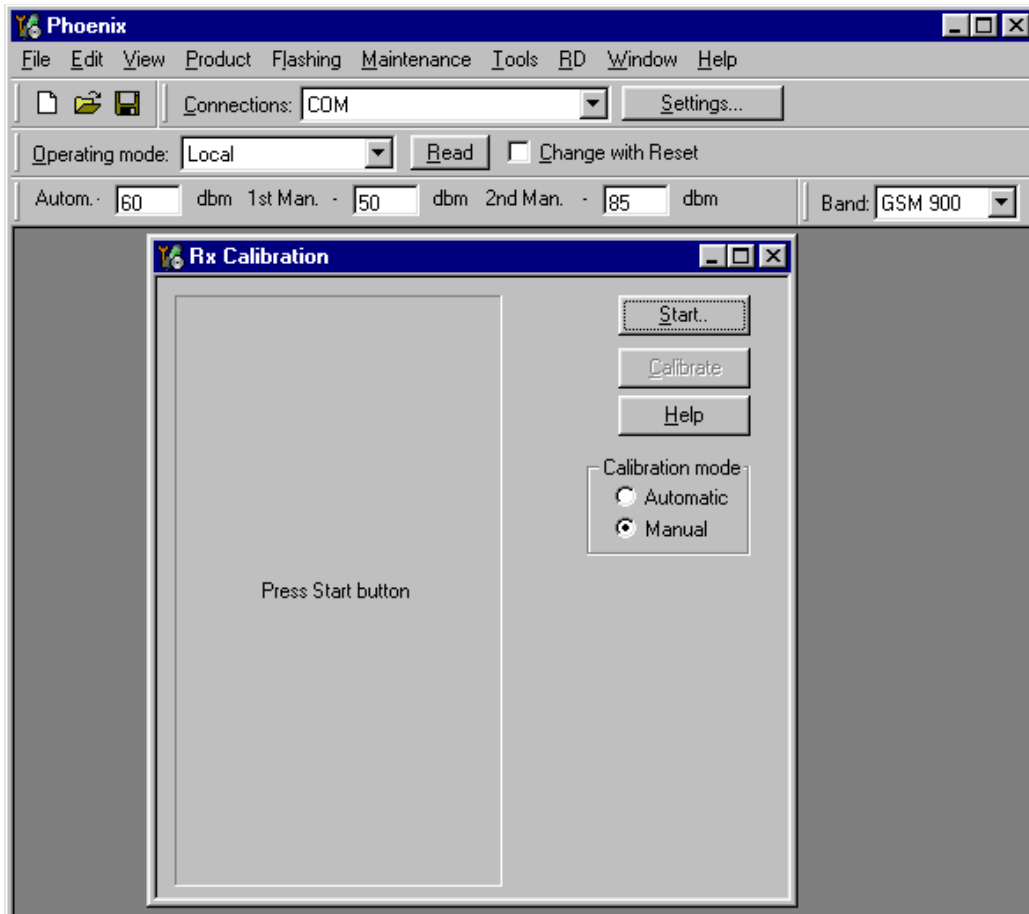 Phoenix
File Edit View Product Flashing Maintenance Tools RD Window Help
Connections: COM Settings...
Operating mode: Local Read Change with Reset
Autom. - 60 dbm 1st Man. - 50 dbm 2nd Man. - 85 dbm Band: GSM 900
Rx Calibration
Start..
Calibrate
Help
Calibration mode
Automatic
Manual
Press Start button